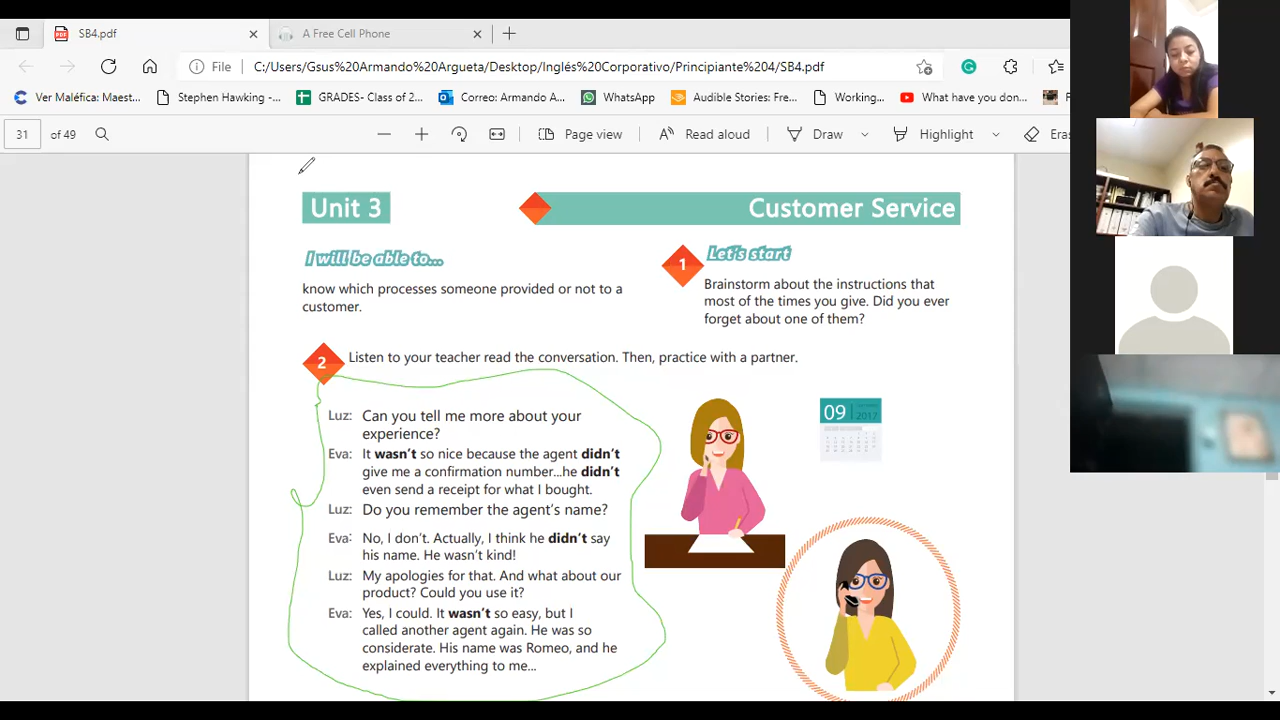 SB4.pdf
A Free Cell Phone
File
C:/Users/Gsus%20Armando%20Argueta/Desktop/Inglés%20Corporativo/Principiante%204/SB4.pdf
Ver Maléfica: Maest...
Stephen Hawking -...
GRADES- Class of 2...
Correo: Armando A...
WhatsApp
Audible Stories: Fre...
Working...
What have you don...
31 of 49
Page view
Read aloud
Draw
Highlight
Eras
Unit 3
Customer Service
I will be able to...
know which processes someone provided or not to a
customer.
1
Let's start
Brainstorm about the instructions that
most of the times you give. Did you ever
forget about one of them?
2
Listen to your teacher read the conversation. Then, practice with a partner.
Luz: Can you tell me more about your
experience?
Eva: It wasn't so nice because the agent didn't
give me a confirmation number...he didn't
even send a receipt for what I bought.
Luz: Do you remember the agent's name?
Eva: No, I don't. Actually, I think he didn't say
his name. He wasn't kind!
Luz: My apologies for that. And what about our
product? Could you use it?
Eva: Yes, I could. It wasn't so easy, but I
called another agent again. He was so
considerate. His name was Romeo, and he
explained everything to me...
09
2017